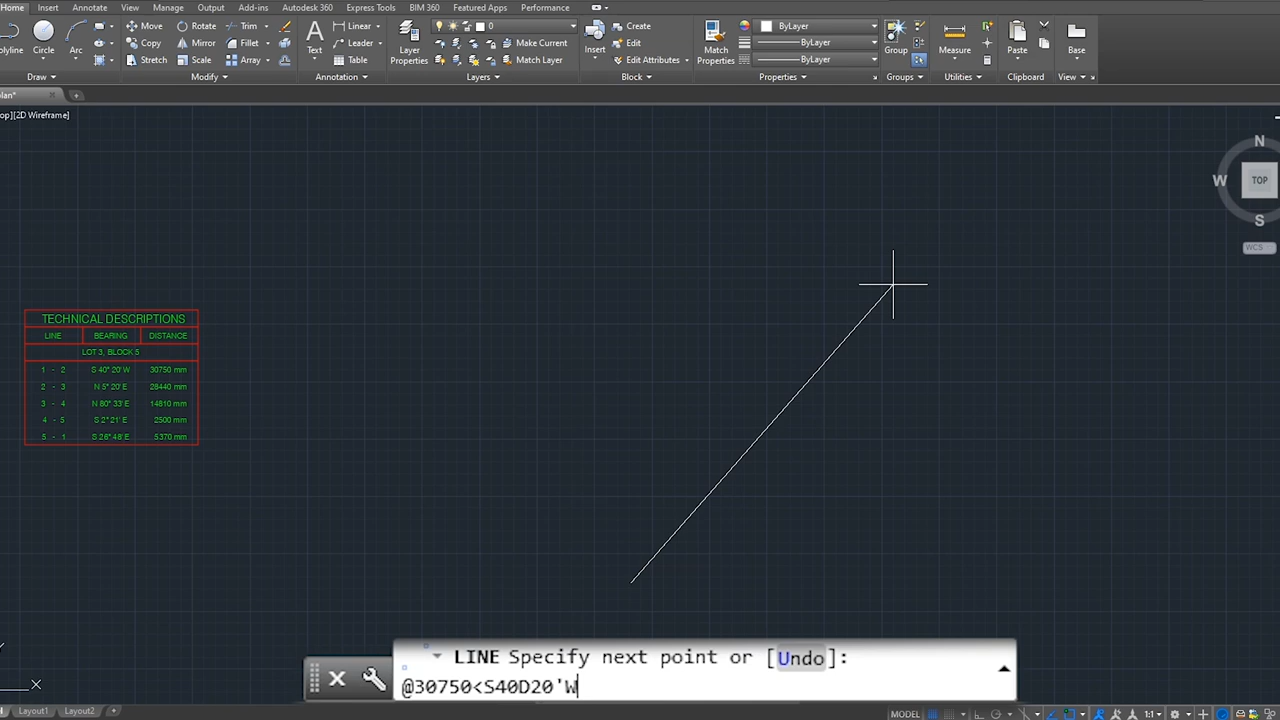 Home Insert Annotate View Manage Output Add-ins Autodesk 360 Express Tools BIM 360 Featured Apps Performance
Polyline Circle Arc Move Copy Stretch Rotate Mirror Scale Trim Fillet Array
Text Linear Leader Table
Layer Properties 0 Make Current Match Layer
Insert Create Edit Edit Attributes
Match Properties ByLayer ByLayer ByLayer
Group Measure Paste Base
Draw Modify Annotation Layers Block Properties Groups Utilities Clipboard View
plan*
op][2D Wireframe]
N
W TOP
S
WCS
TECHNICAL DESCRIPTIONS
LINE BEARING DISTANCE
LOT 3, BLOCK 5
1 - 2 S 40° 20' W 30750 mm
2 - 3 N 5° 20' E 28440 mm
3 - 4 N 80° 33' E 14810 mm
4 - 5 S 2° 21' E 2500 mm
5 - 1 S 26° 48' E 5370 mm
LINE Specify next point or [Undo]:
@30750<S40D20'W
X
Layout1 Layout2 MODEL 1:1